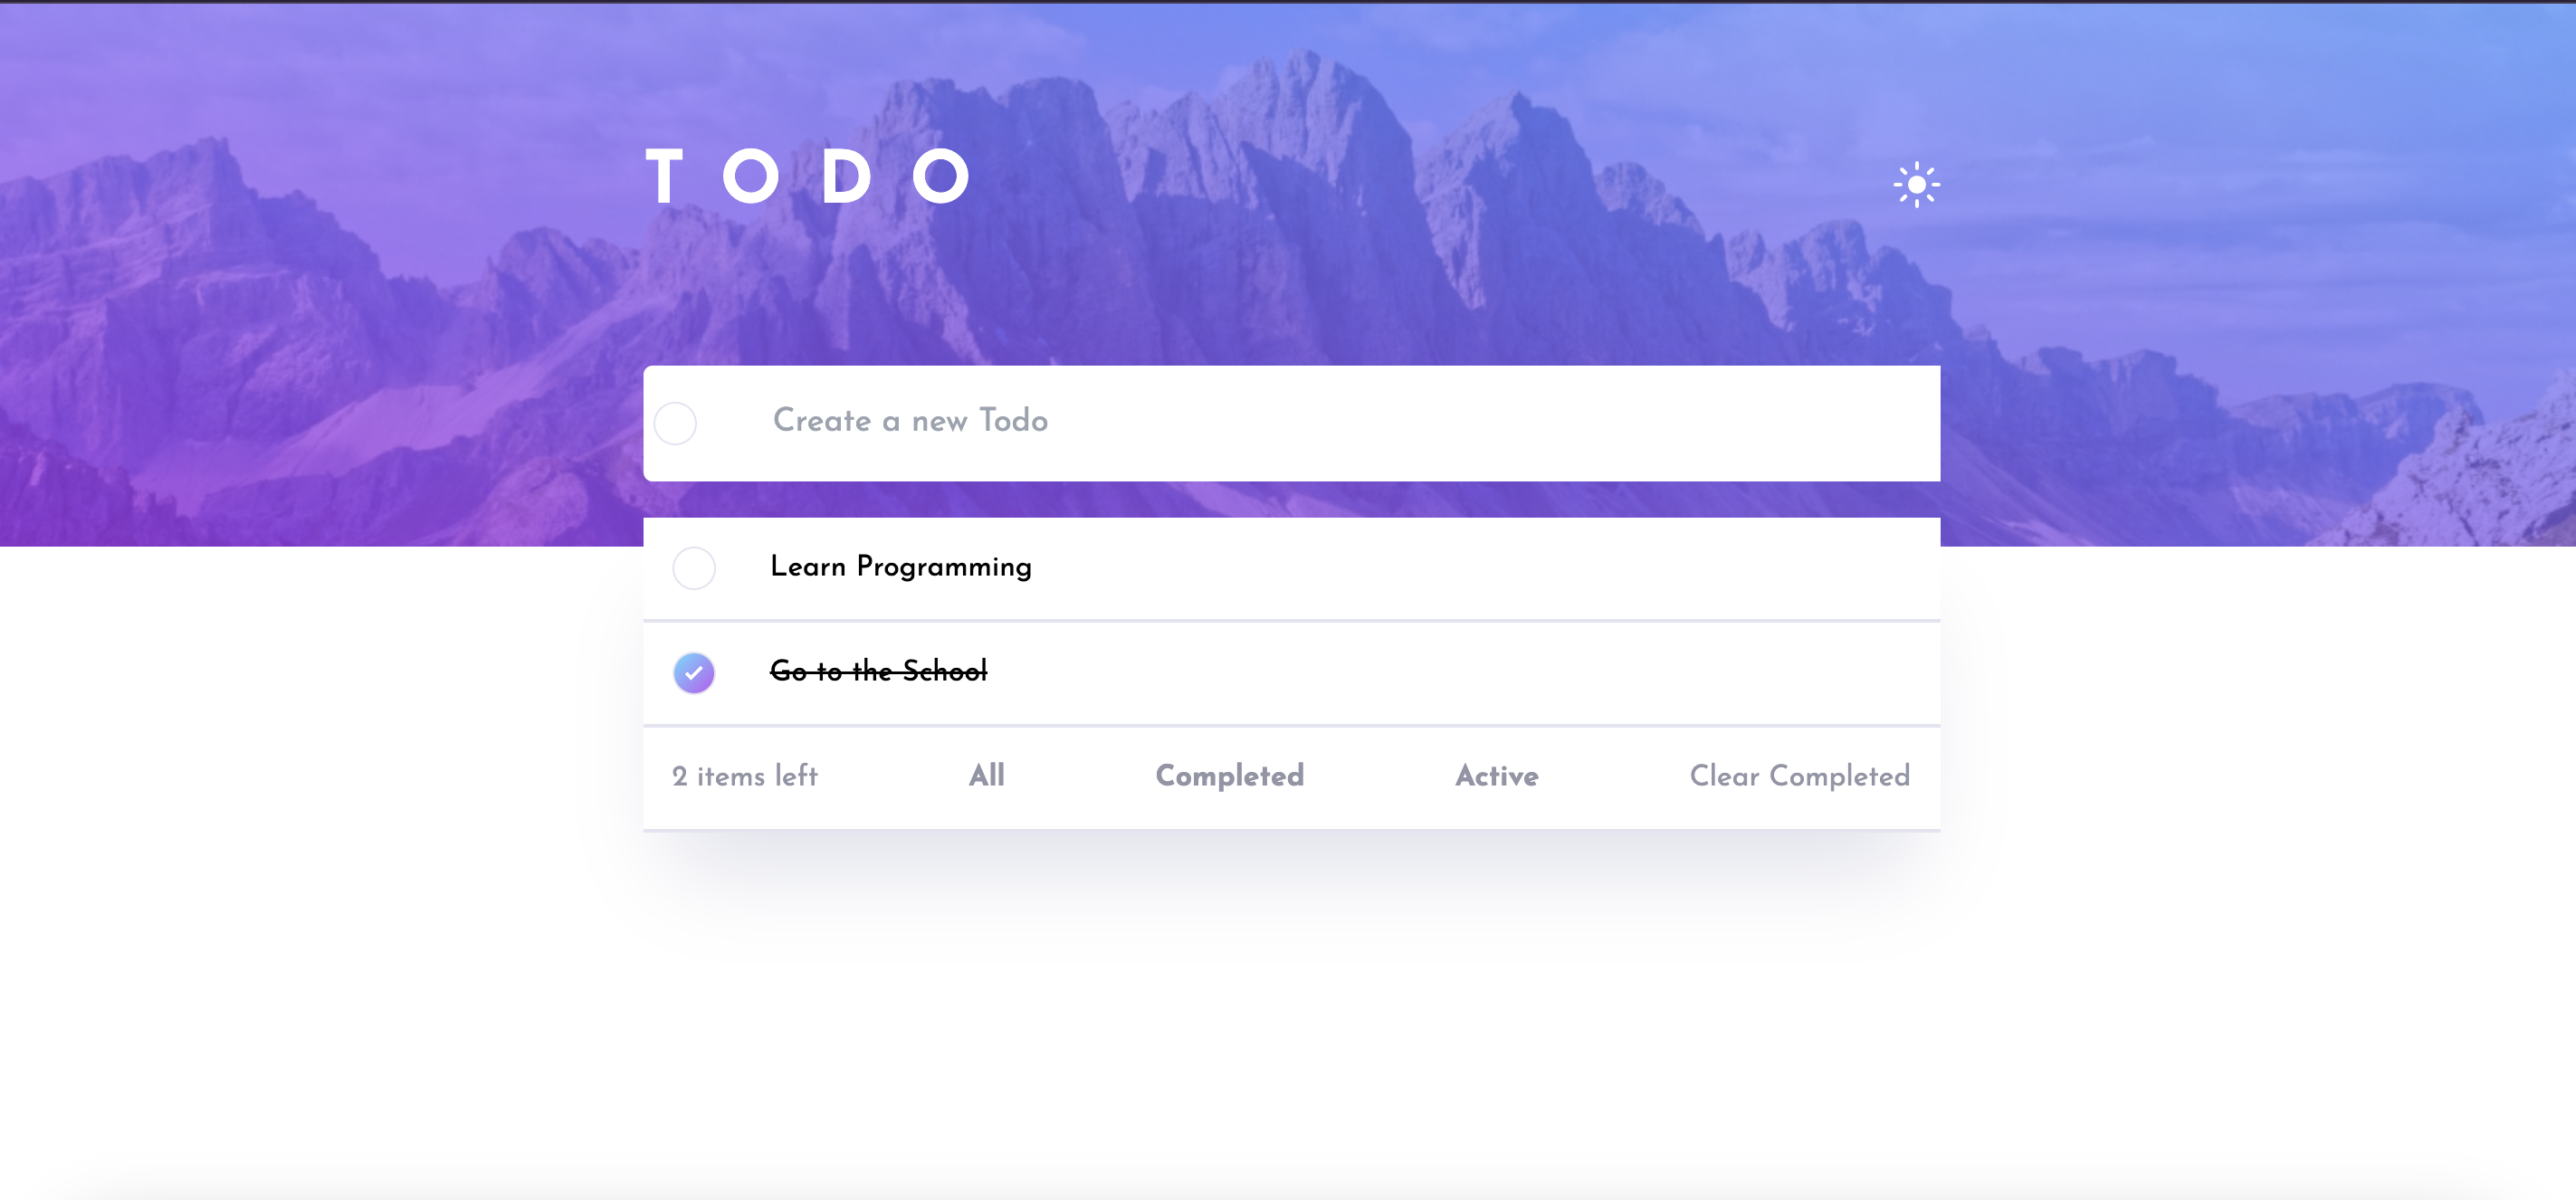 TODO
Create a new Todo
Learn Programming
Go to the School
2 items left All Completed Active Clear Completed